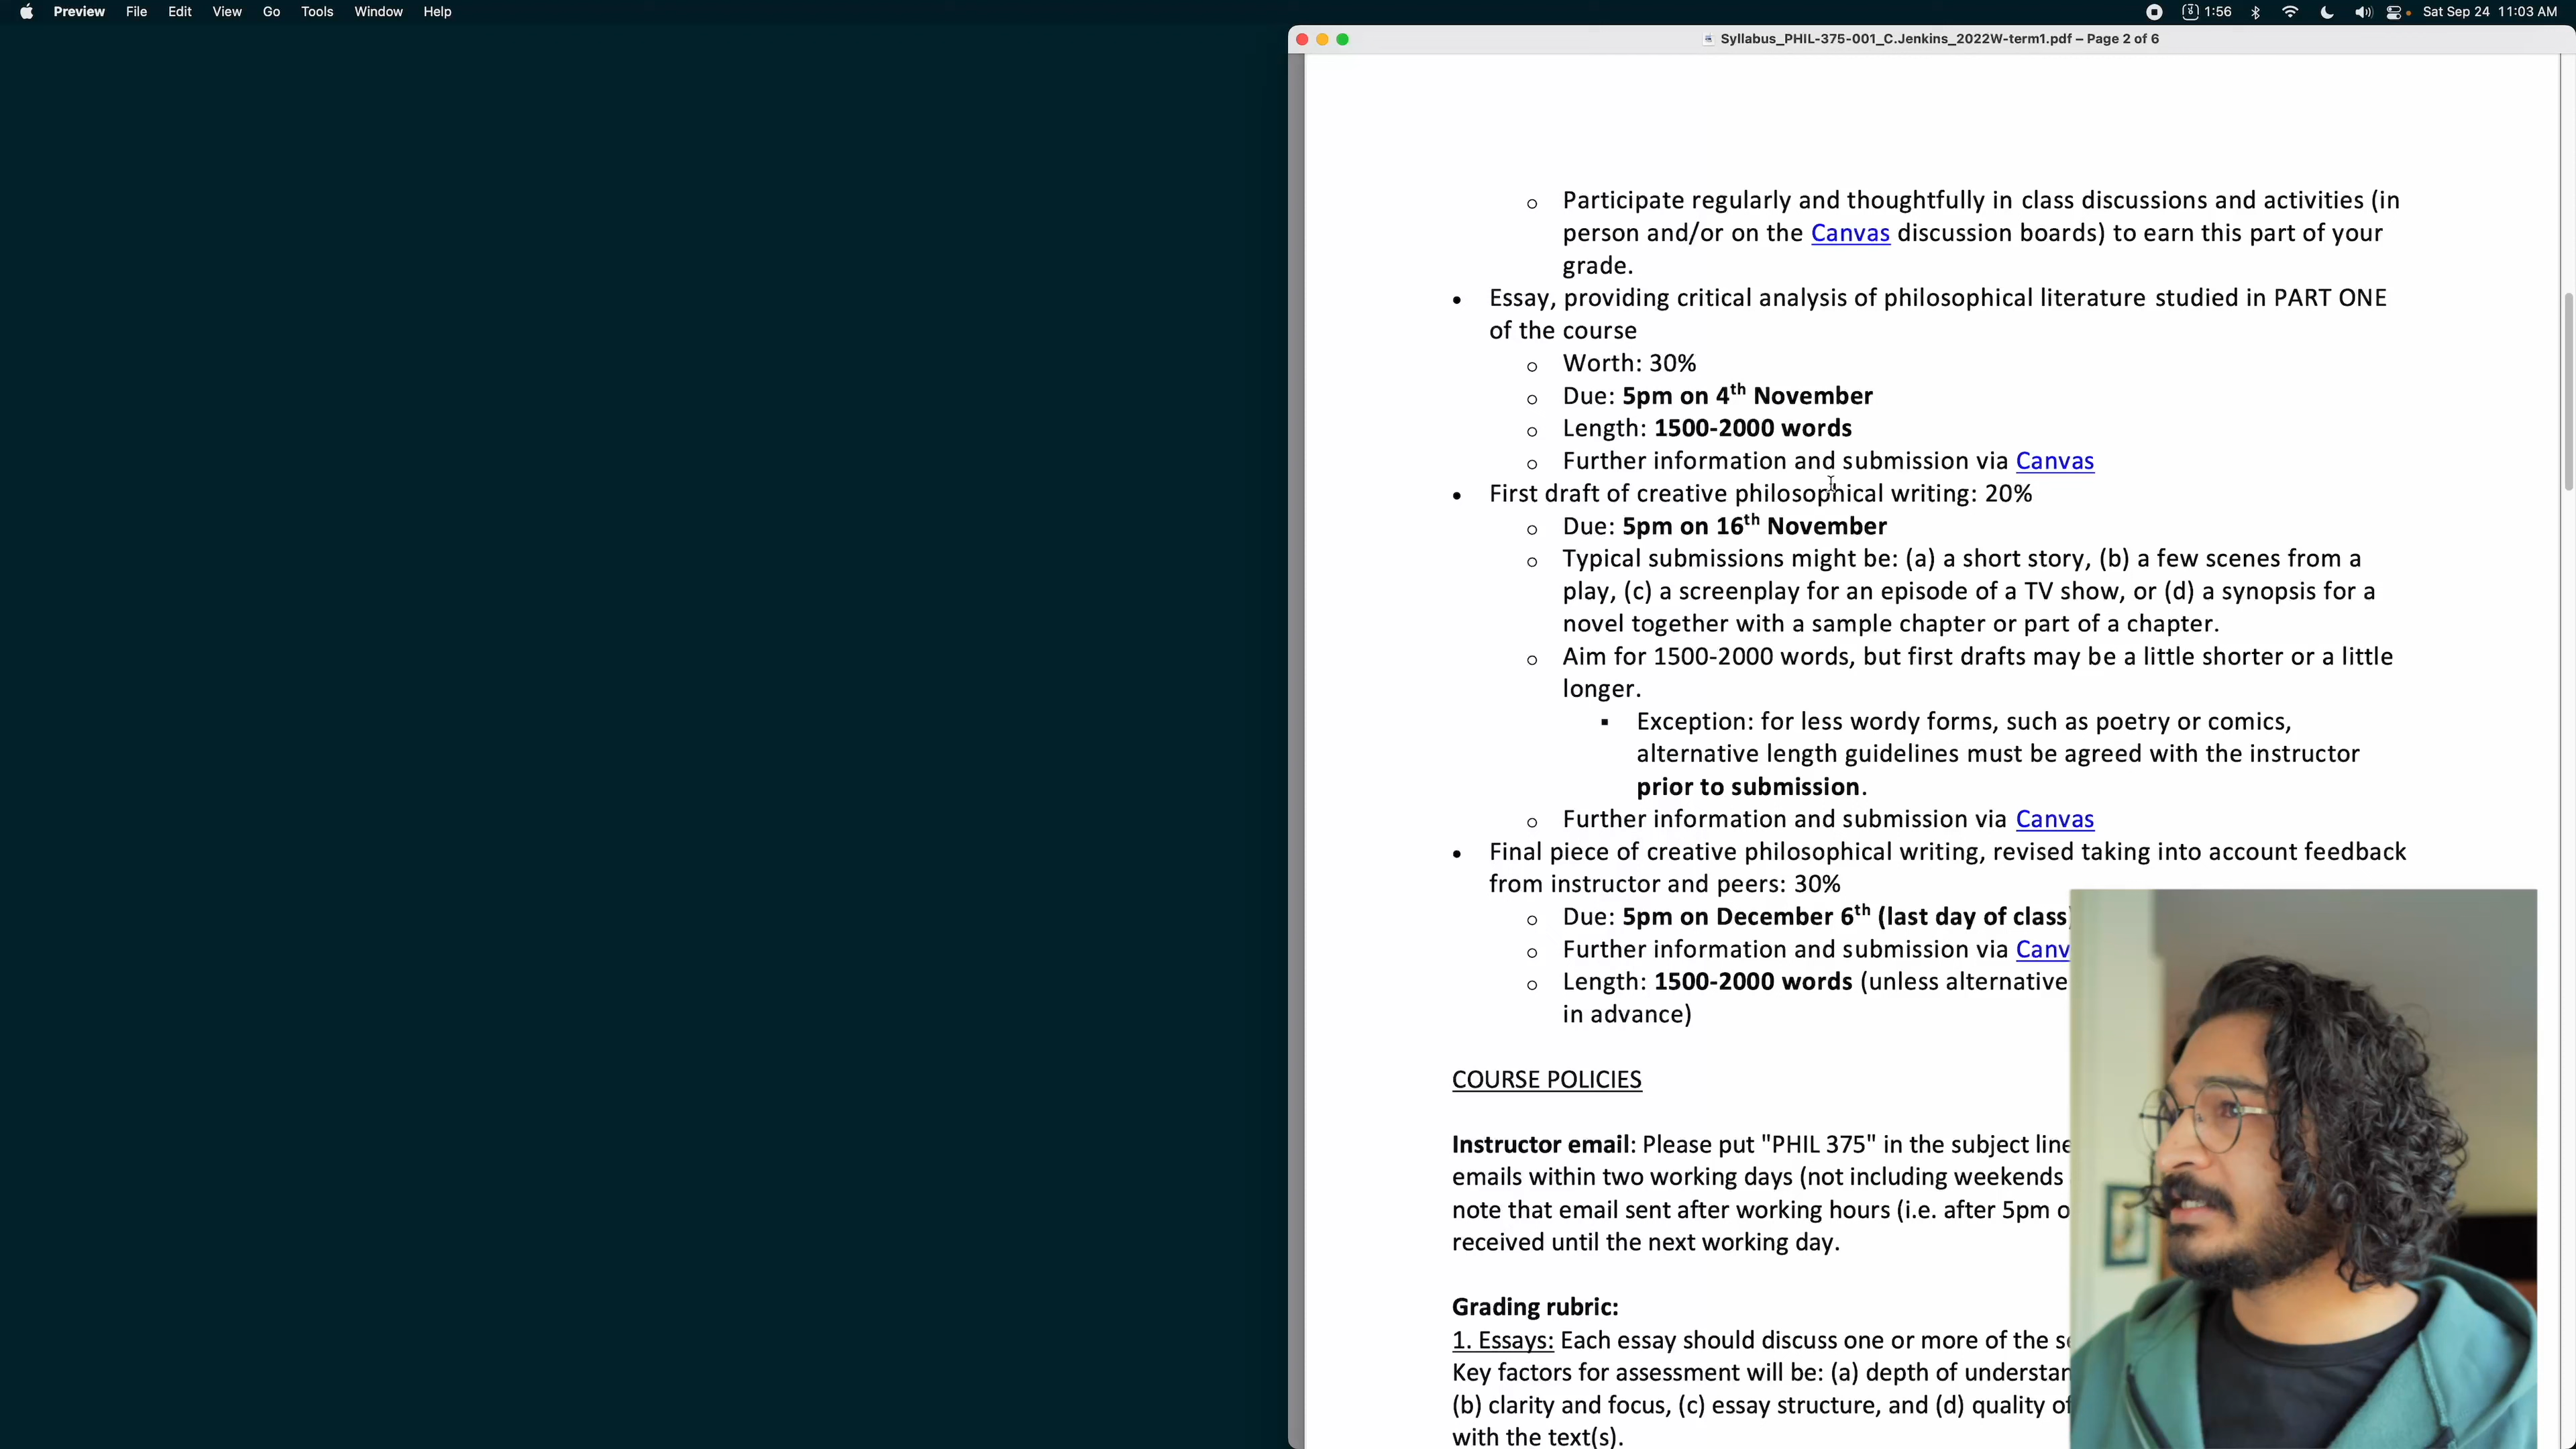 Preview File Edit View Go Tools Window Help 1:56 Sat Sep 24 11:03 AM
Syllabus_PHIL-375-001_C.Jenkins_2022W-term1.pdf – Page 2 of 6
○ Participate regularly and thoughtfully in class discussions and activities (in
person and/or on the Canvas discussion boards) to earn this part of your
grade.
• Essay, providing critical analysis of philosophical literature studied in PART ONE
of the course
○ Worth: 30%
○ Due: 5pm on 4th November
○ Length: 1500-2000 words
○ Further information and submission via Canvas
• First draft of creative philosophical writing: 20%
○ Due: 5pm on 16th November
○ Typical submissions might be: (a) a short story, (b) a few scenes from a
play, (c) a screenplay for an episode of a TV show, or (d) a synopsis for a
novel together with a sample chapter or part of a chapter.
○ Aim for 1500-2000 words, but first drafts may be a little shorter or a little
longer.
▪ Exception: for less wordy forms, such as poetry or comics,
alternative length guidelines must be agreed with the instructor
prior to submission.
○ Further information and submission via Canvas
• Final piece of creative philosophical writing, revised taking into account feedback
from instructor and peers: 30%
○ Due: 5pm on December 6th (last day of class)
○ Further information and submission via Canv
○ Length: 1500-2000 words (unless alternative
in advance)
COURSE POLICIES
Instructor email: Please put "PHIL 375" in the subject line
emails within two working days (not including weekends
note that email sent after working hours (i.e. after 5pm o
received until the next working day.
Grading rubric:
1. Essays: Each essay should discuss one or more of the s
Key factors for assessment will be: (a) depth of understan
(b) clarity and focus, (c) essay structure, and (d) quality of
with the text(s).